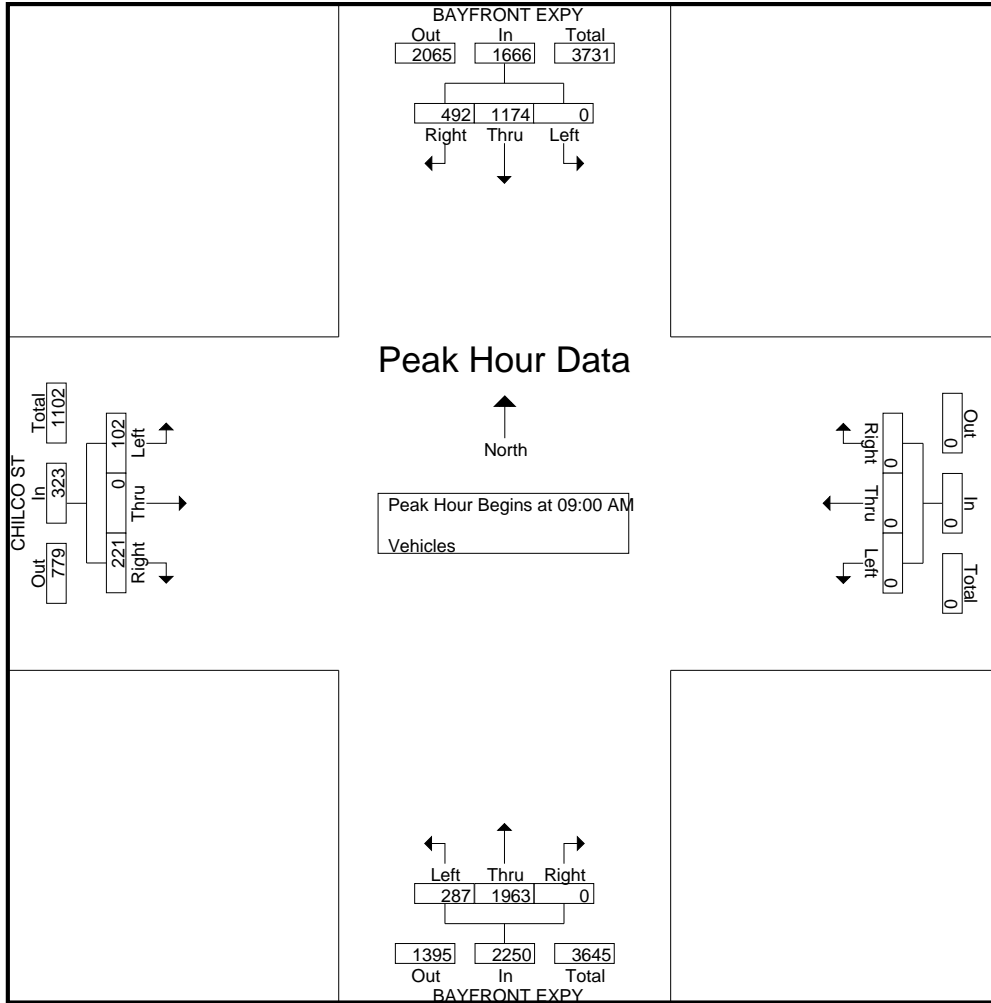 BAYFRONT EXPY
Out In Total
2065 1666 3731
492 1174 0
Right Thru Left
Peak Hour Data
North
Peak Hour Begins at 09:00 AM
Vehicles
CHILCO ST
Total In Out
1102 323 779
102 0 221
Left Thru Right
Right Thru Left
0 0 0
Out In Total
0 0 0
Left Thru Right
287 1963 0
1395 2250 3645
Out In Total
BAYFRONT EXPY